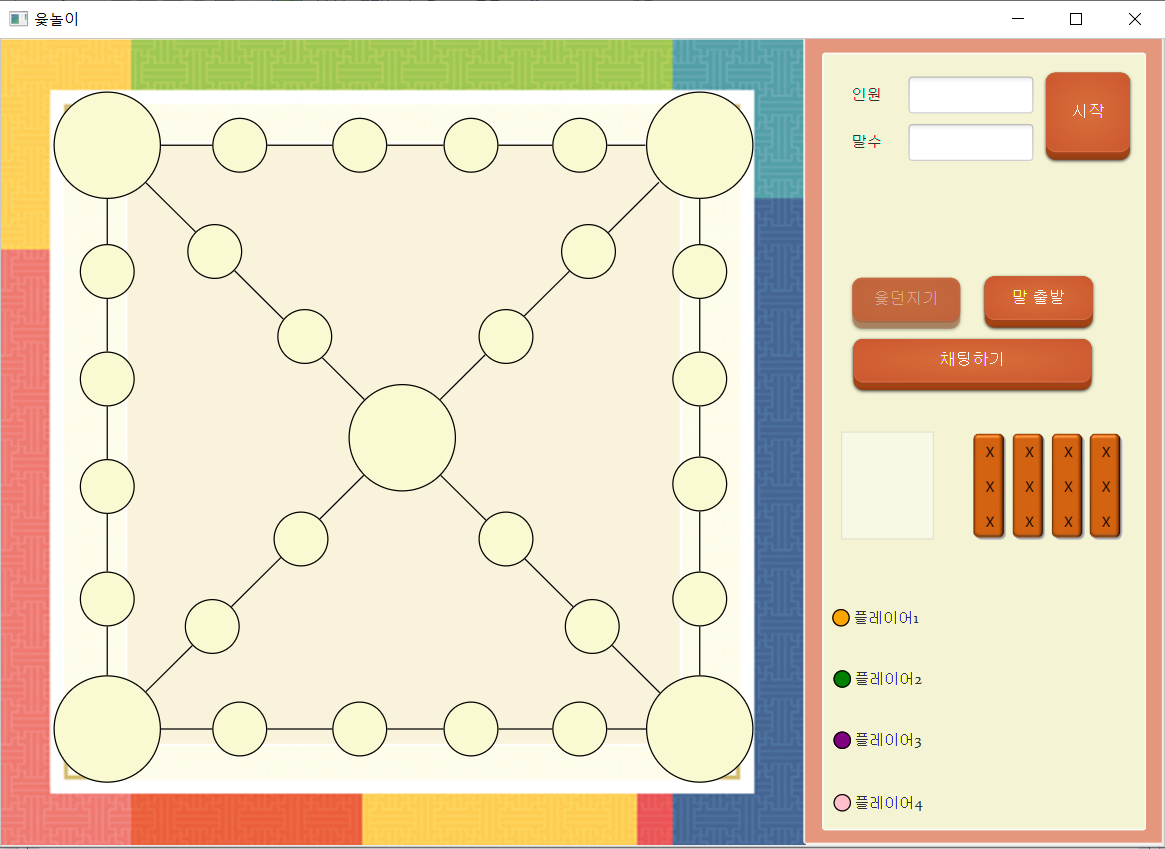 윷놀이
인원
시작
말수
윷던지기
말 출발
채팅하기
X X X X
X X X X
X X X X
플레이어1
플레이어2
플레이어3
플레이어4